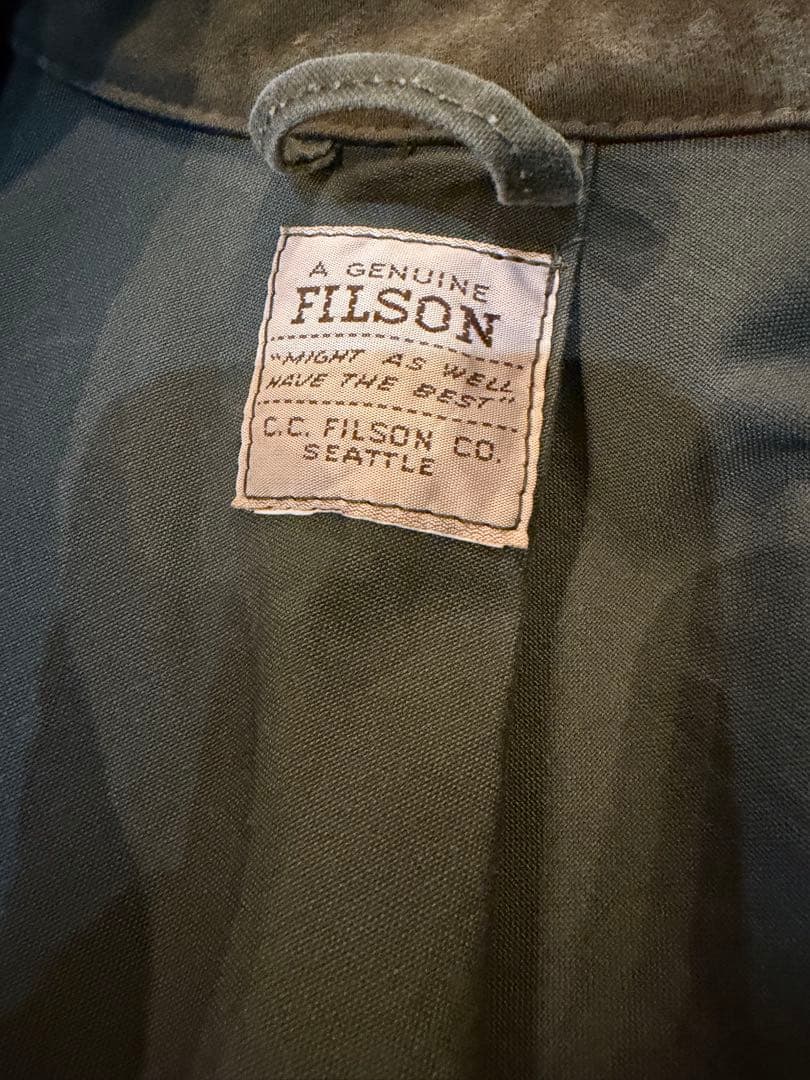 A GENUINE
FILSON
"MIGHT AS WELL
HAVE THE BEST"
C.C. FILSON CO.
SEATTLE